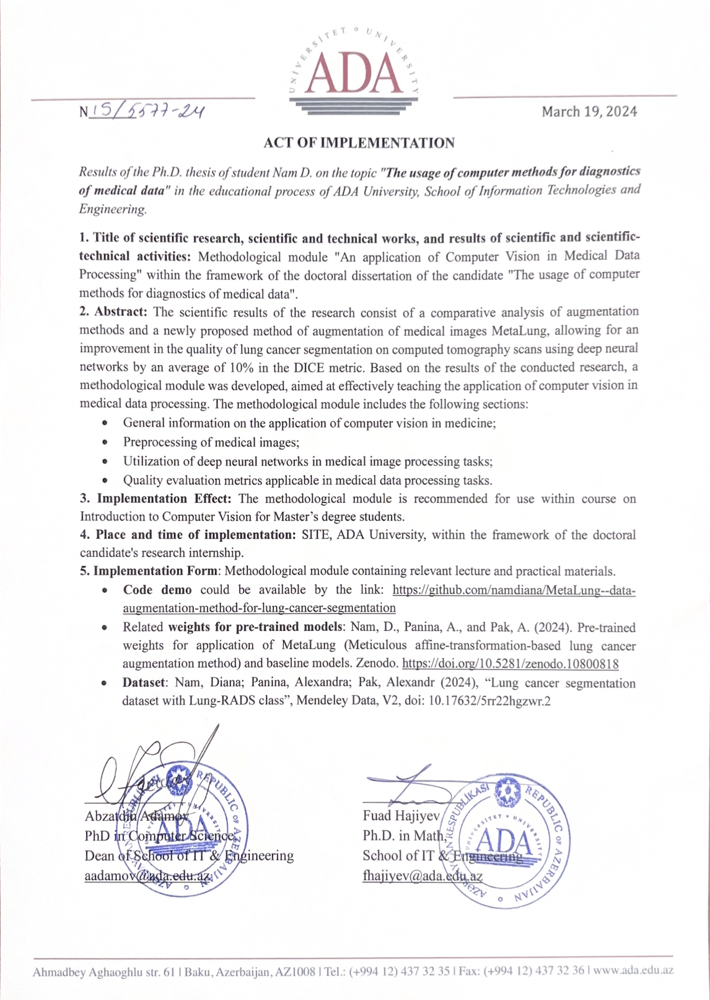 UNİVERSİTET ○ UNİVERSITY
ADA
N 15/5577-24
March 19, 2024
ACT OF IMPLEMENTATION
Results of the Ph.D. thesis of student Nam D. on the topic "The usage of computer methods for diagnostics
of medical data" in the educational process of ADA University, School of Information Technologies and
Engineering.
1. Title of scientific research, scientific and technical works, and results of scientific and scientific-
technical activities: Methodological module "An application of Computer Vision in Medical Data
Processing" within the framework of the doctoral dissertation of the candidate "The usage of computer
methods for diagnostics of medical data".
2. Abstract: The scientific results of the research consist of a comparative analysis of augmentation
methods and a newly proposed method of augmentation of medical images MetaLung, allowing for an
improvement in the quality of lung cancer segmentation on computed tomography scans using deep neural
networks by an average of 10% in the DICE metric. Based on the results of the conducted research, a
methodological module was developed, aimed at effectively teaching the application of computer vision in
medical data processing. The methodological module includes the following sections:
• General information on the application of computer vision in medicine;
• Preprocessing of medical images;
• Utilization of deep neural networks in medical image processing tasks;
• Quality evaluation metrics applicable in medical data processing tasks.
3. Implementation Effect: The methodological module is recommended for use within course on
Introduction to Computer Vision for Master’s degree students.
4. Place and time of implementation: SITE, ADA University, within the framework of the doctoral
candidate's research internship.
5. Implementation Form: Methodological module containing relevant lecture and practical materials.
• Code demo could be available by the link: https://github.com/namdiana/MetaLung--data-
augmentation-method-for-lung-cancer-segmentation
• Related weights for pre-trained models: Nam, D., Panina, A., and Pak, A. (2024). Pre-trained
weights for application of MetaLung (Meticulous affine-transformation-based lung cancer
augmentation method) and baseline models. Zenodo. https://doi.org/10.5281/zenodo.10800818
• Dataset: Nam, Diana; Panina, Alexandra; Pak, Alexandr (2024), “Lung cancer segmentation
dataset with Lung-RADS class”, Mendeley Data, V2, doi: 10.17632/5rr22hgzwr.2
Abzatdin Adamov
PhD in Computer Science
Dean of School of IT & Engineering
aadamov@ada.edu.az
AZƏRBAYCAN RESPUBLİKASI REPUBLIC OF AZERBAIJAN
UNİVERSİTET UNİVERSITY
ADA
Fuad Hajiyev
Ph.D. in Math,
School of IT & Engineering
fhajiyev@ada.edu.az
AZƏRBAYCAN RESPUBLİKASI REPUBLIC OF AZERBAIJAN
UNİVERSİTET UNİVERSITY
ADA
Ahmadbey Aghaoghlu str. 61 | Baku, Azerbaijan, AZ1008 | Tel.: (+994 12) 437 32 35 | Fax: (+994 12) 437 32 36 | www.ada.edu.az